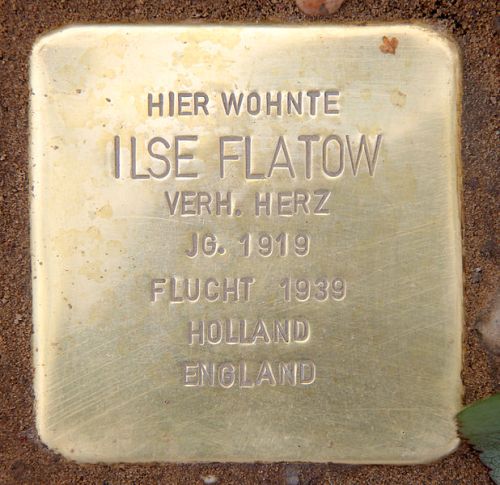 HIER WOHNTE
ILSE FLATOW
VERH. HERZ
JG. 1919
FLUCHT 1939
HOLLAND
ENGLAND